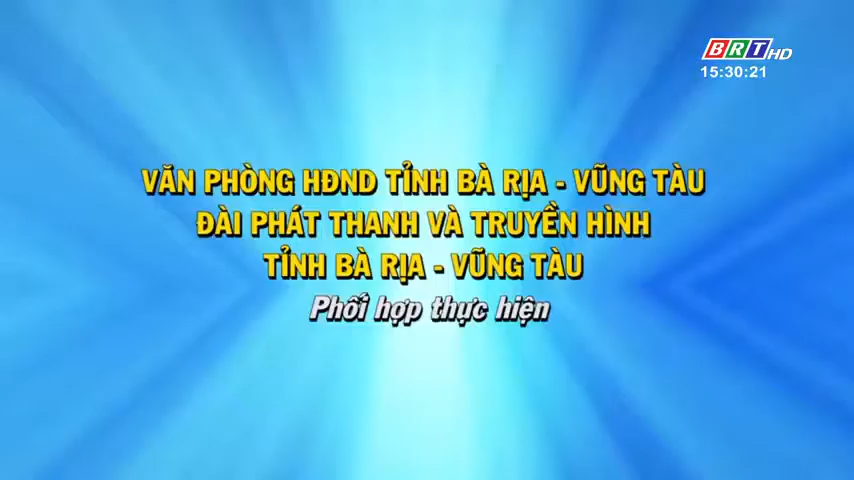 BRT HD
15:30:21
VĂN PHÒNG HĐND TỈNH BÀ RỊA - VŨNG TÀU
ĐÀI PHÁT THANH VÀ TRUYỀN HÌNH
TỈNH BÀ RỊA - VŨNG TÀU
Phối hợp thực hiện